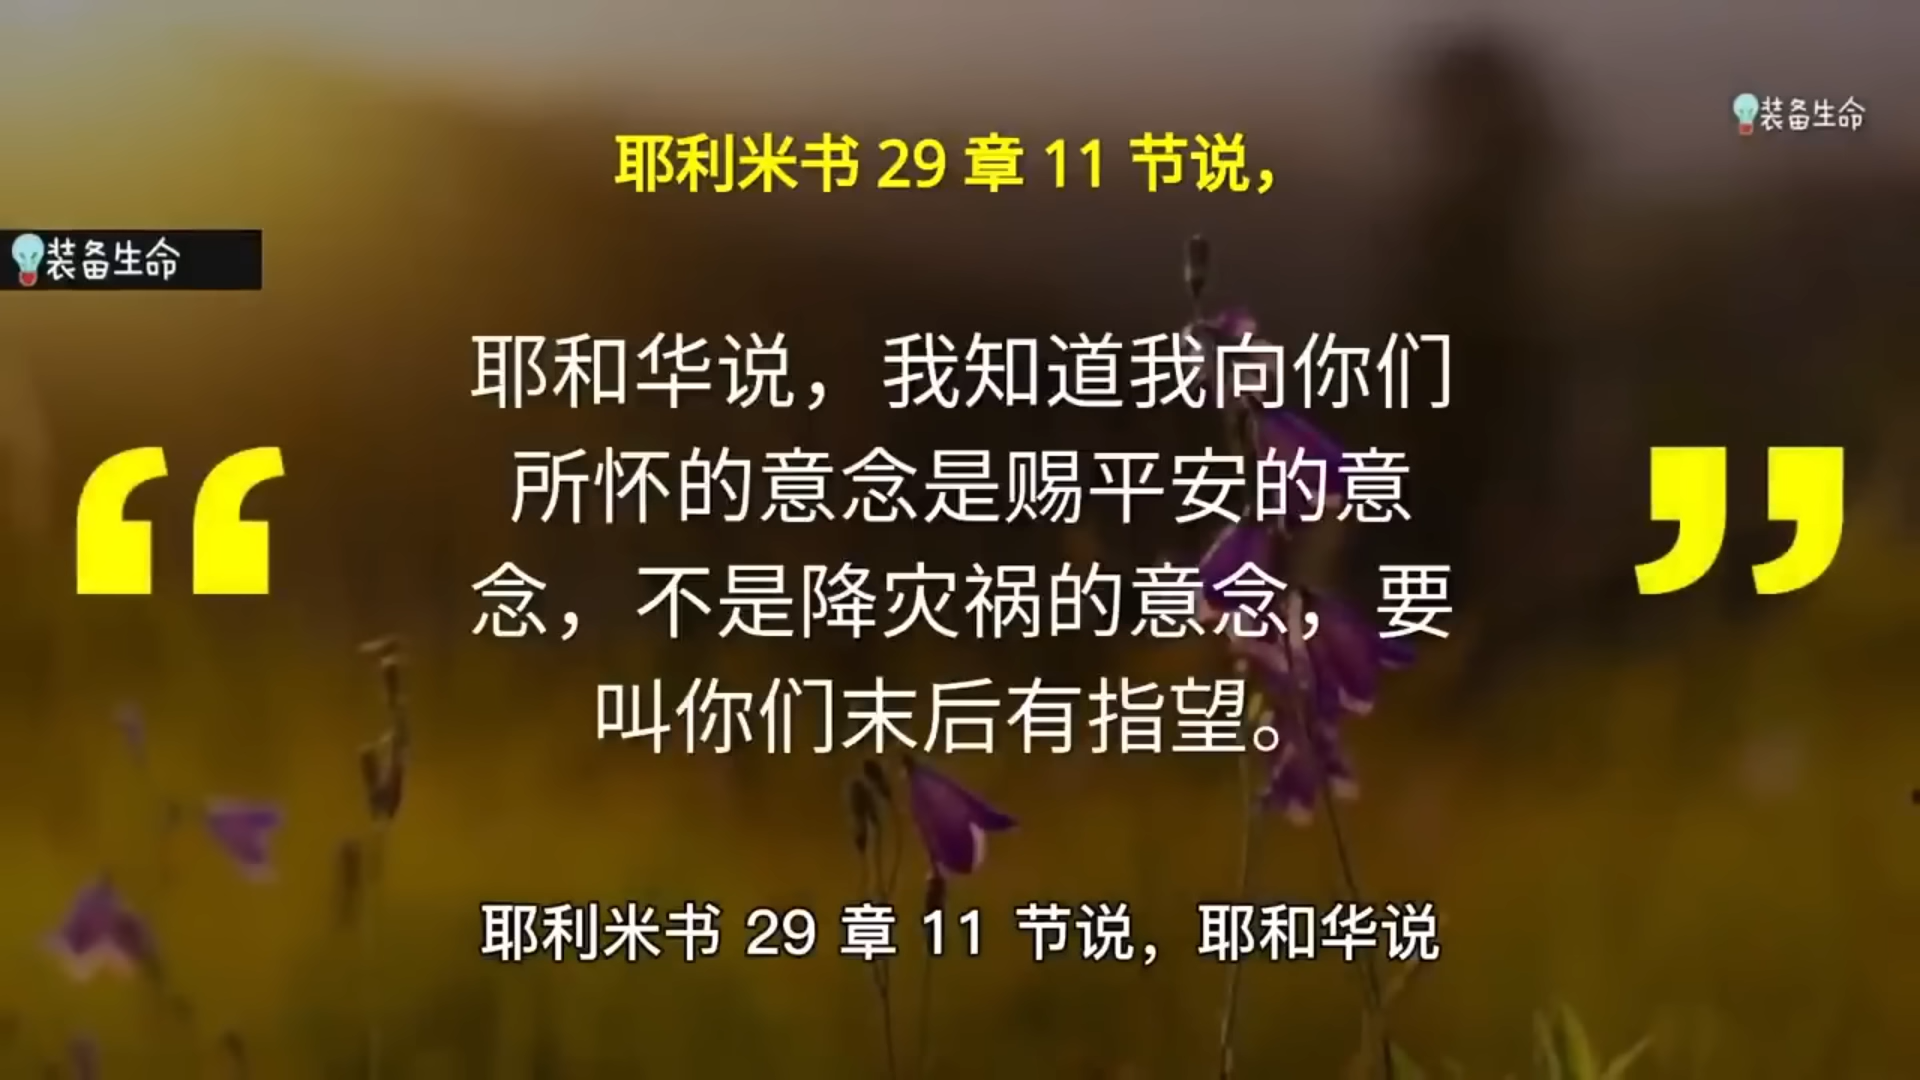 装备生命
耶利米书 29 章 11 节说，
装备生命
“ 耶和华说，我知道我向你们
所怀的意念是赐平安的意
念，不是降灾祸的意念，要
叫你们末后有指望。 ”
耶利米书 29 章 11 节说，耶和华说